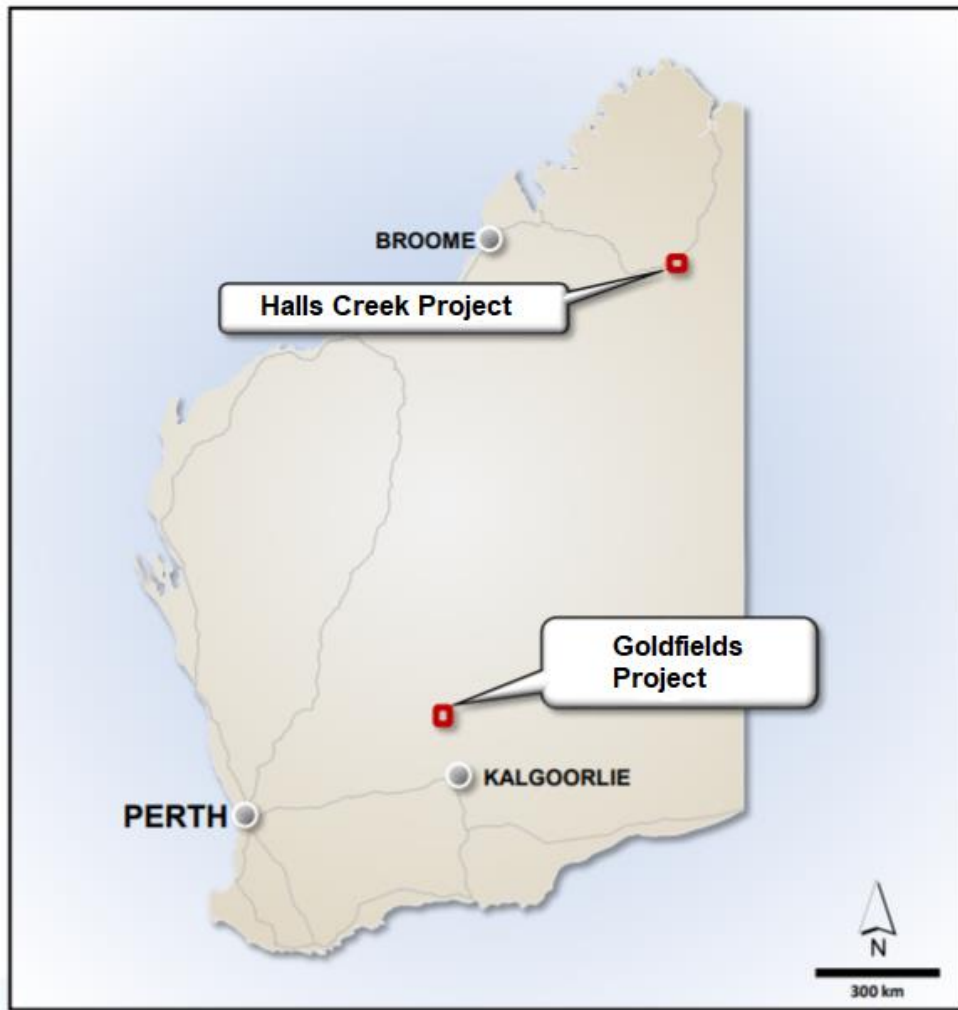 BROOME
Halls Creek Project
Goldfields
Project
KALGOORLIE
PERTH
N
300 km